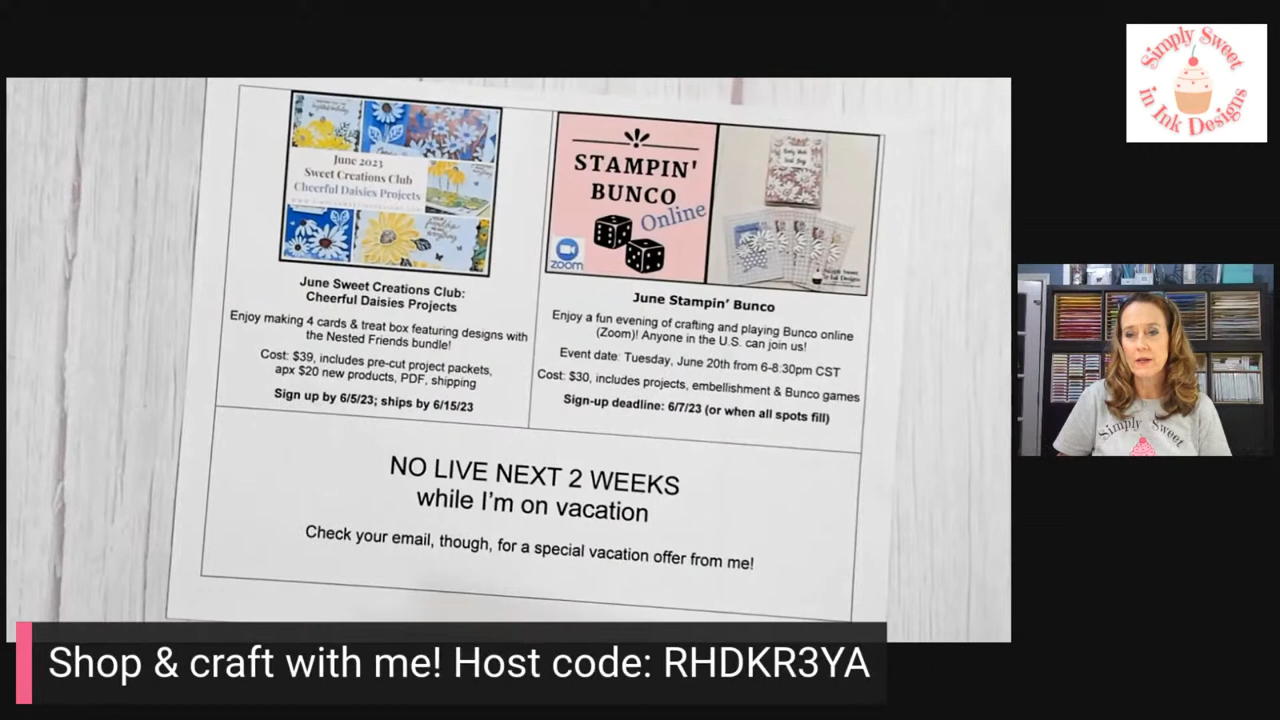 Simply Sweet
in Ink Designs
June 2023
Sweet Creations Club
Cheerful Daisies Projects
June Sweet Creations Club:
Cheerful Daisies Projects
Enjoy making 4 cards & treat box featuring designs with
the Nested Friends bundle!
Cost: $39, includes pre-cut project packets,
apx $20 new products, PDF, shipping
Sign up by 6/5/23; ships by 6/15/23
STAMPIN'
BUNCO
Online
zoom
June Stampin' Bunco
Enjoy a fun evening of crafting and playing Bunco online
(Zoom)! Anyone in the U.S. can join us!
Event date: Tuesday, June 20th from 6-8:30pm CST
Cost: $30, includes projects, embellishment & Bunco games
Sign-up deadline: 6/7/23 (or when all spots fill)
NO LIVE NEXT 2 WEEKS
while I'm on vacation
Check your email, though, for a special vacation offer from me!
Simply Sweet
Shop & craft with me! Host code: RHDKR3YA